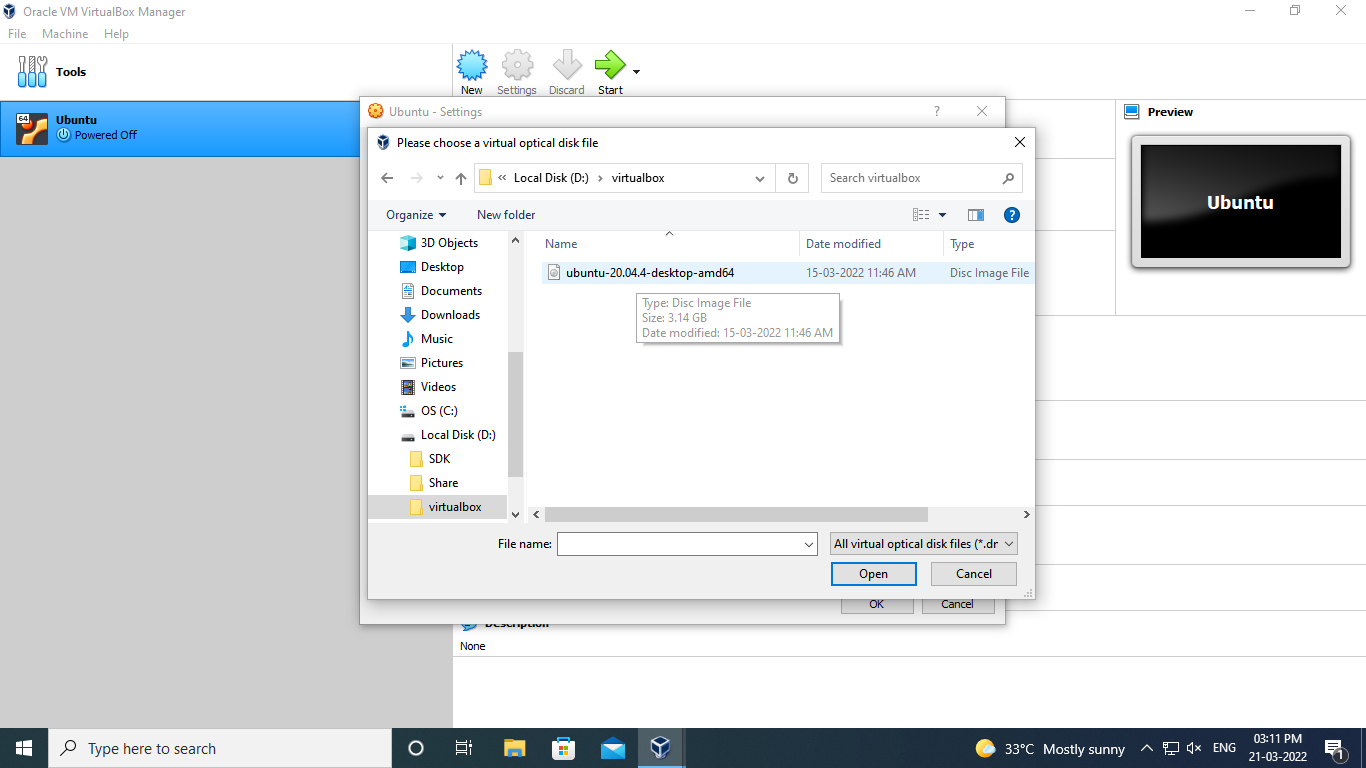 Oracle VM VirtualBox Manager
File Machine Help
Tools
New Settings Discard Start
64
Ubuntu
Powered Off
Ubuntu - Settings
?
Preview
Ubuntu
Please choose a virtual optical disk file
« Local Disk (D:) › virtualbox
Search virtualbox
Organize New folder
?
3D Objects
Desktop
Documents
Downloads
Music
Pictures
Videos
OS (C:)
Local Disk (D:)
SDK
Share
virtualbox
Name Date modified Type
ubuntu-20.04.4-desktop-amd64 15-03-2022 11:46 AM Disc Image File
Type: Disc Image File
Size: 3.14 GB
Date modified: 15-03-2022 11:46 AM
File name: All virtual optical disk files (*.dr
Open Cancel
OK Cancel
Description
None
Type here to search
33°C Mostly sunny
ENG
03:11 PM
21-03-2022
1